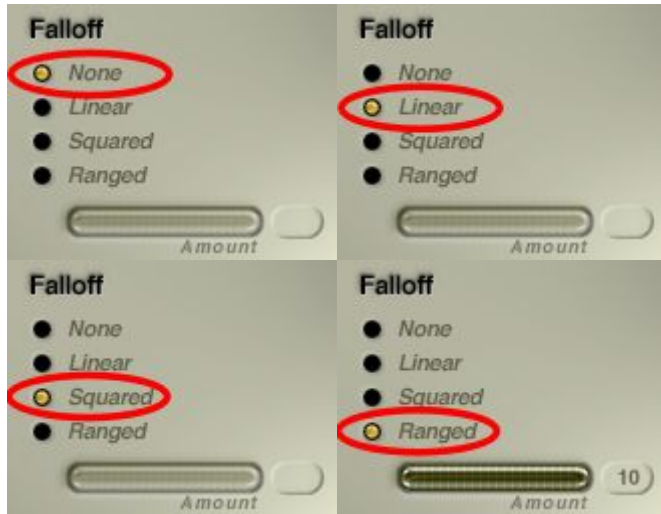 Falloff
None
Linear
Squared
Ranged
Amount
Falloff
None
Linear
Squared
Ranged
Amount
Falloff
None
Linear
Squared
Ranged
Amount
Falloff
None
Linear
Squared
Ranged
10
Amount